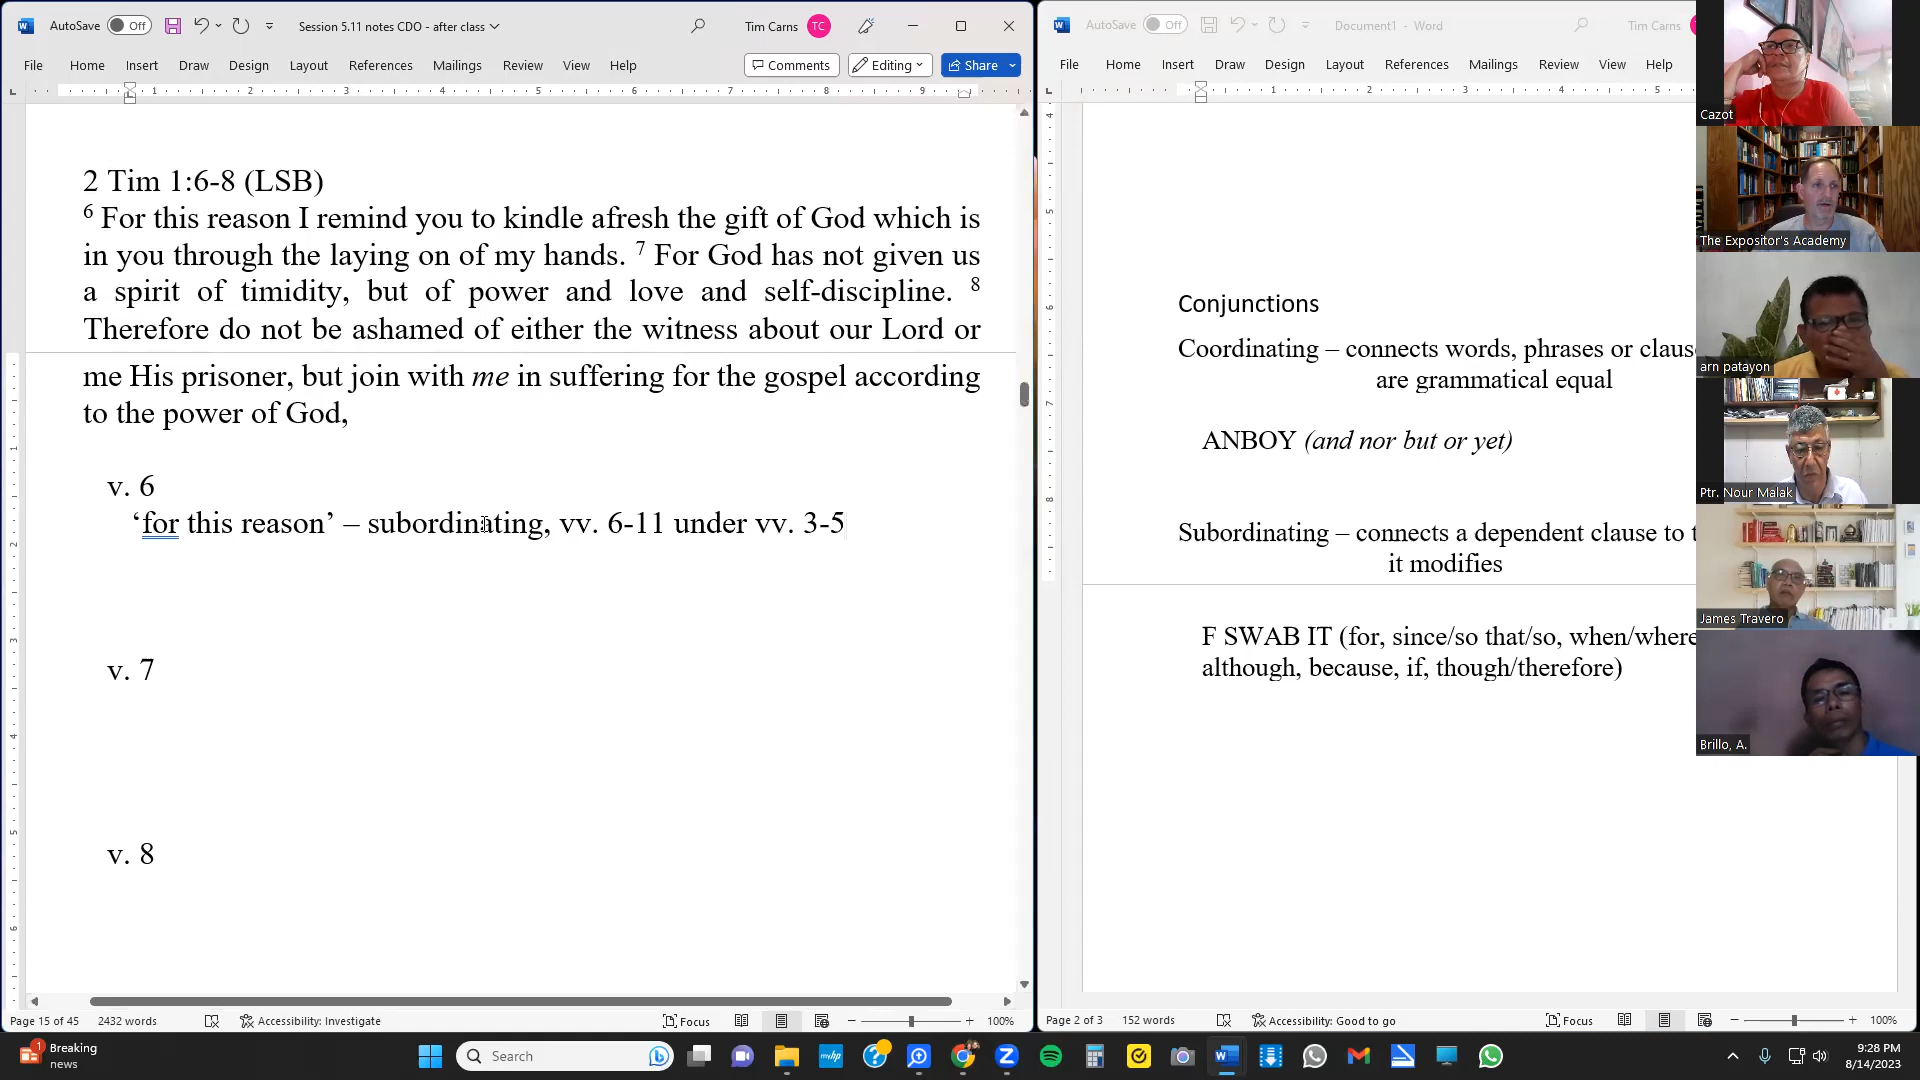 AutoSave Off Session 5.11 notes CDO - after class Tim Carns TC
File Home Insert Draw Design Layout References Mailings Review View Help Comments Editing Share
2 Tim 1:6-8 (LSB)
6 For this reason I remind you to kindle afresh the gift of God which is
in you through the laying on of my hands. 7 For God has not given us
a spirit of timidity, but of power and love and self-discipline. 8
Therefore do not be ashamed of either the witness about our Lord or
me His prisoner, but join with me in suffering for the gospel according
to the power of God,
v. 6
‘for this reason’ – subordinating, vv. 6-11 under vv. 3-5
v. 7
v. 8
Page 15 of 45 2432 words Accessibility: Investigate Focus 100%
AutoSave Off Document1 - Word Tim Carns
File Home Insert Draw Design Layout References Mailings Review View Help
Conjunctions
Coordinating – connects words, phrases or claus
are grammatical equal
ANBOY (and nor but or yet)
Subordinating – connects a dependent clause to t
it modifies
F SWAB IT (for, since/so that/so, when/where
although, because, if, though/therefore)
Page 2 of 3 152 words Accessibility: Good to go Focus 100%
Cazot
The Expositor's Academy
arn patayon
Ptr. Nour Malak
James Travero
Brillo, A.
1 Breaking
news
Search
myhp
9:28 PM
8/14/2023